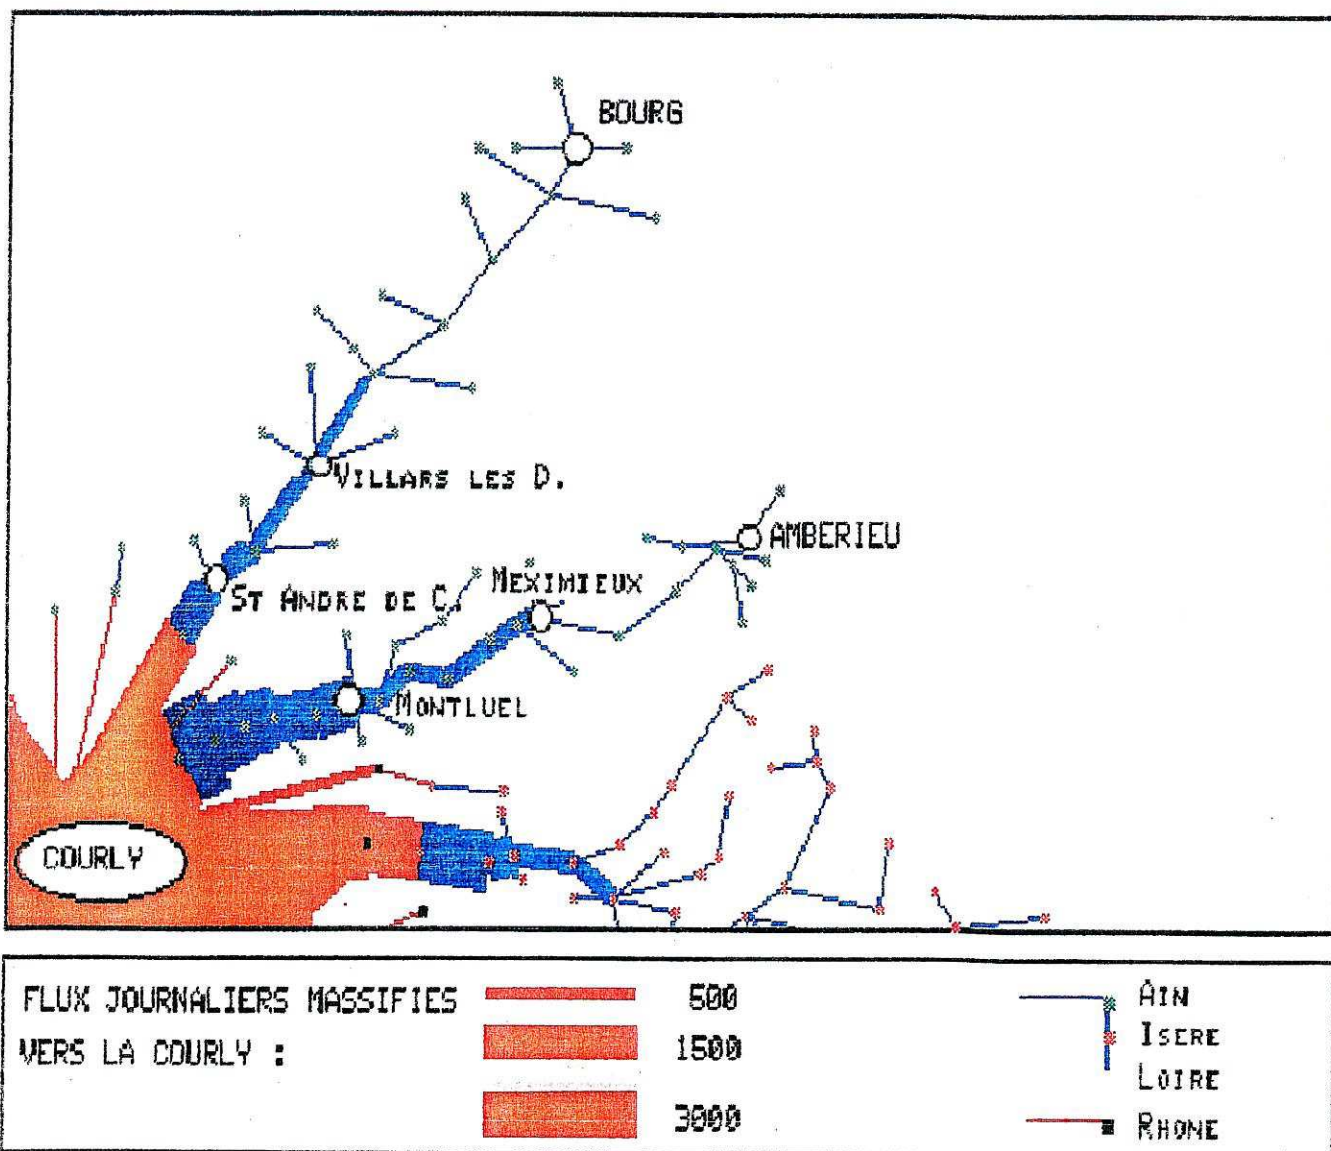 BOURG
VILLARS LES D.
AMBERIEU
MEXIMIEUX
ST ANDRE DE C.
MONTLUEL
COURLY
FLUX JOURNALIERS MASSIFIES
VERS LA COURLY :
500
1500
3000
AIN
ISERE
LOIRE
RHONE